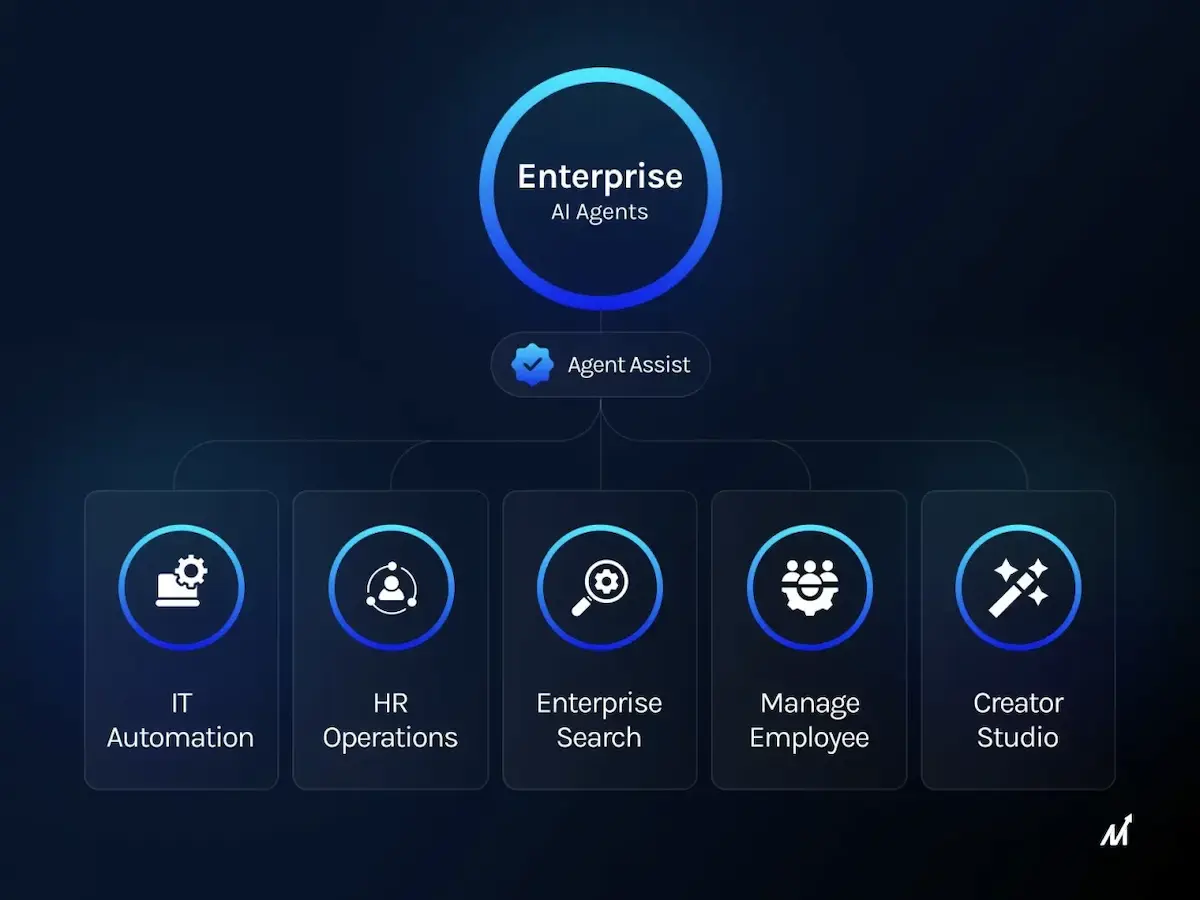 Enterprise
AI Agents
Agent Assist
IT
Automation
HR
Operations
Enterprise
Search
Manage
Employee
Creator
Studio